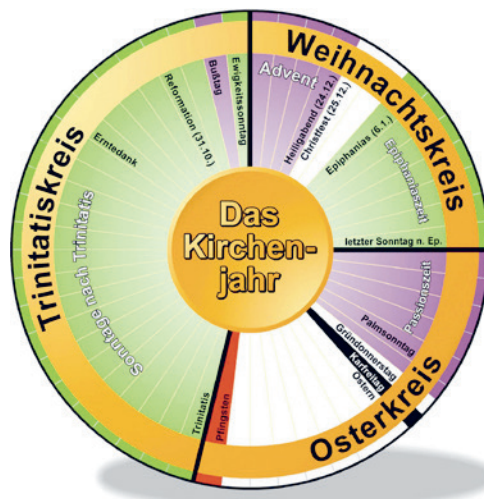 Das
Kirchen-
jahr
Weihnachtskreis
Advent
Heiligabend (24.12.)
Christfest (25.12.)
Epiphanias (6.1.)
Epiphaniaszeit
letzter Sonntag n. Ep.
Osterkreis
Passionszeit
Palmsonntag
Gründonnerstag
Karfreitag
Ostern
Pfingsten
Trinitatiskreis
Trinitatis
Sonntage nach Trinitatis
Erntedank
Reformation (31.10.)
Bußtag
Ewigkeitssonntag